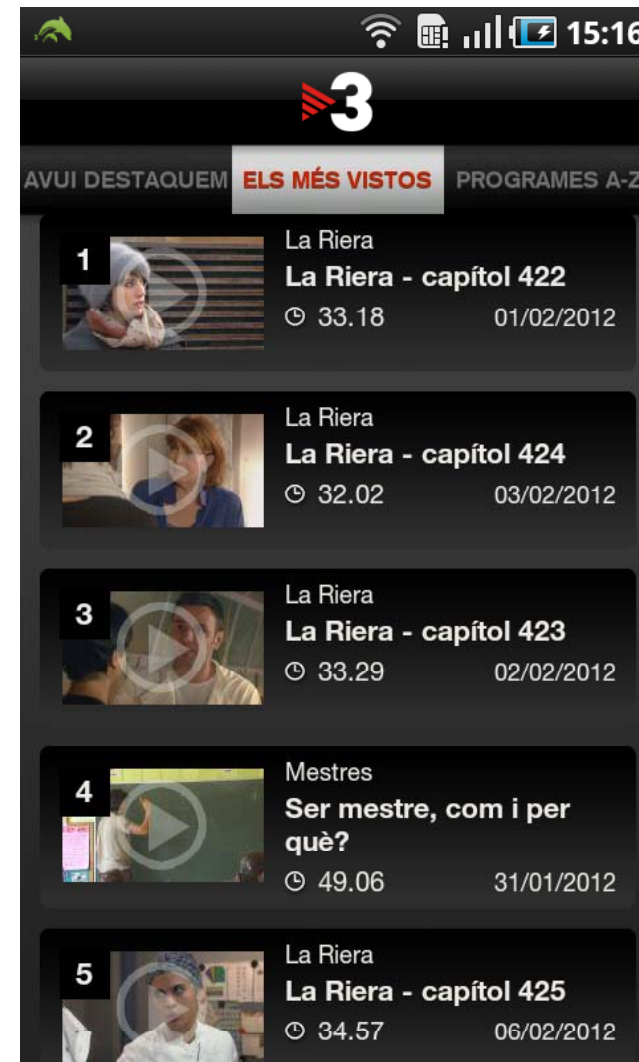 15:16
3
AVUI DESTAQUEM ELS MÉS VISTOS PROGRAMES A-Z
1
La Riera
La Riera - capítol 422
33.18 01/02/2012
2
La Riera
La Riera - capítol 424
32.02 03/02/2012
3
La Riera
La Riera - capítol 423
33.29 02/02/2012
4
Mestres
Ser mestre, com i per
què?
49.06 31/01/2012
5
La Riera
La Riera - capítol 425
34.57 06/02/2012